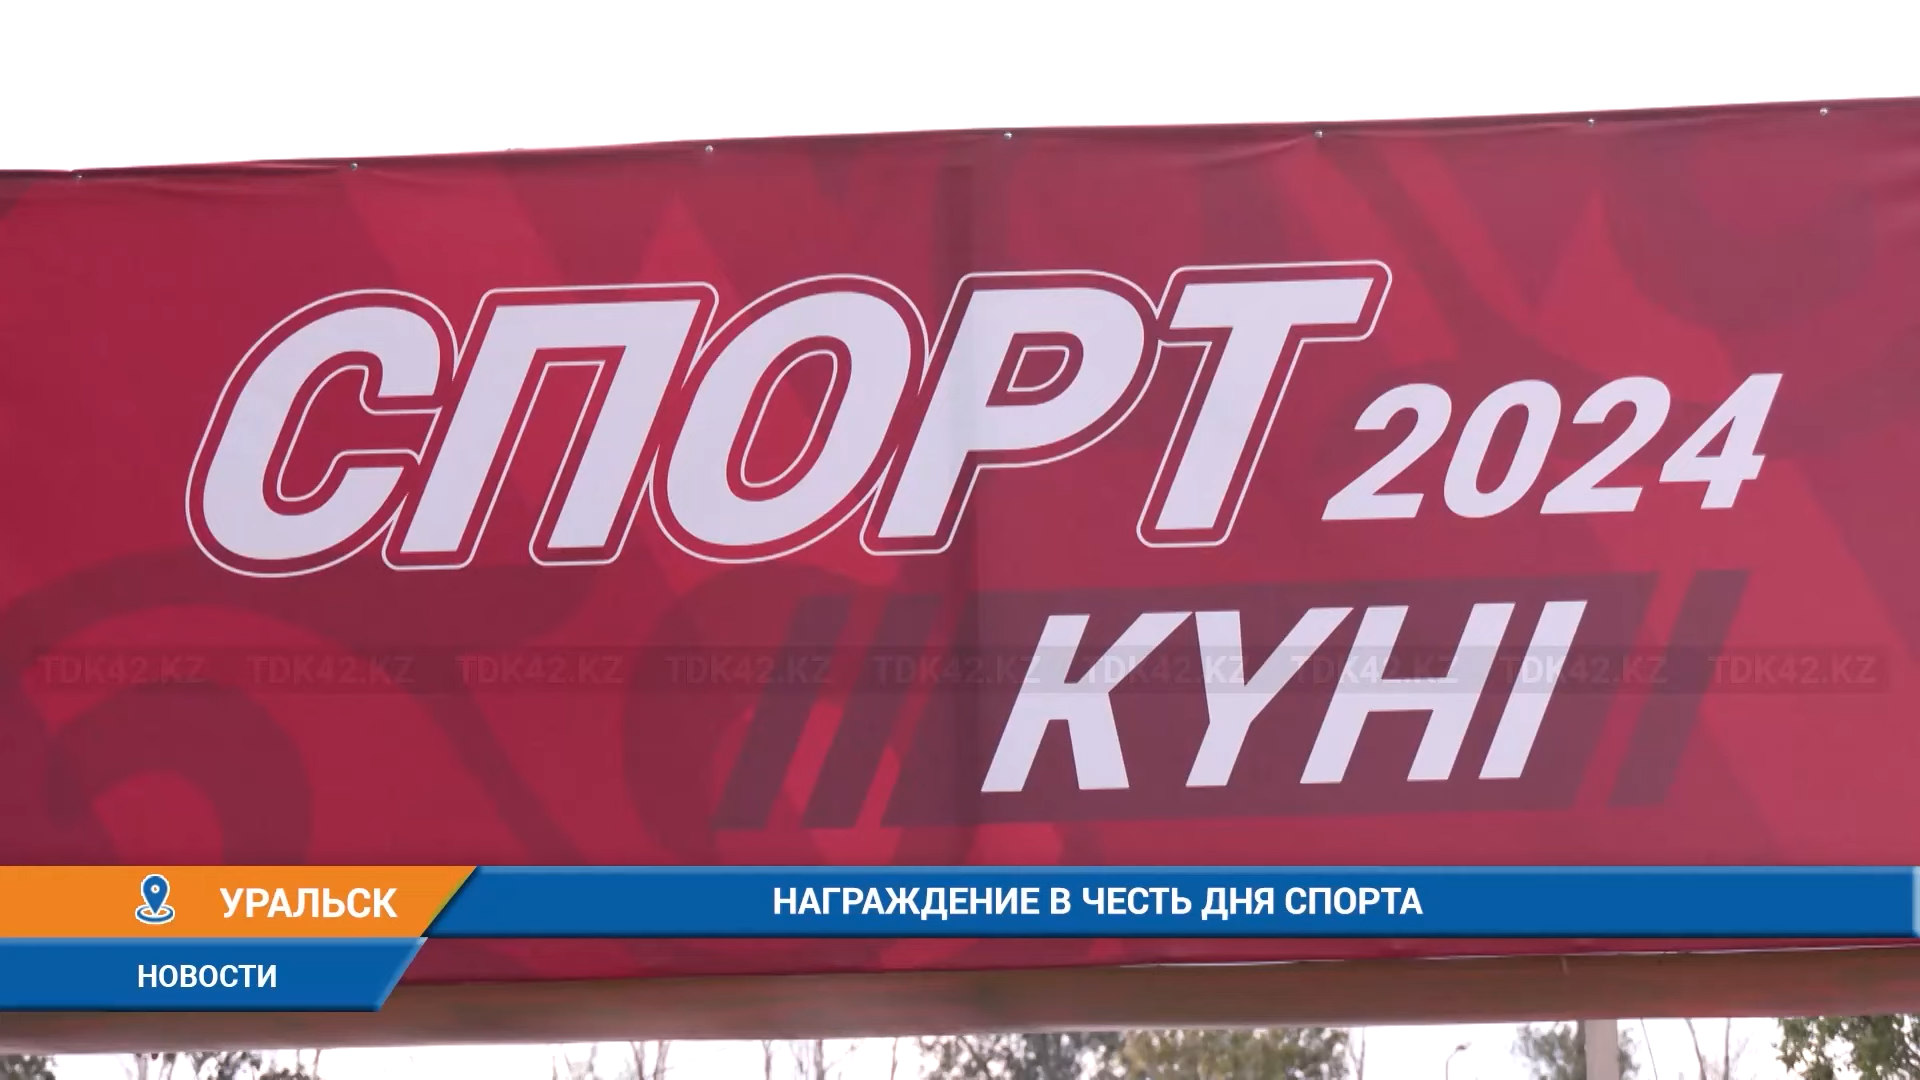 СПОРТ 2024
КҮНІ
TDK42.KZ TDK42.KZ TDK42.KZ TDK42.KZ TDK42.KZ TDK42.KZ TDK42.KZ TDK42.KZ TDK42.KZ
УРАЛЬСК
НАГРАЖДЕНИЕ В ЧЕСТЬ ДНЯ СПОРТА
НОВОСТИ